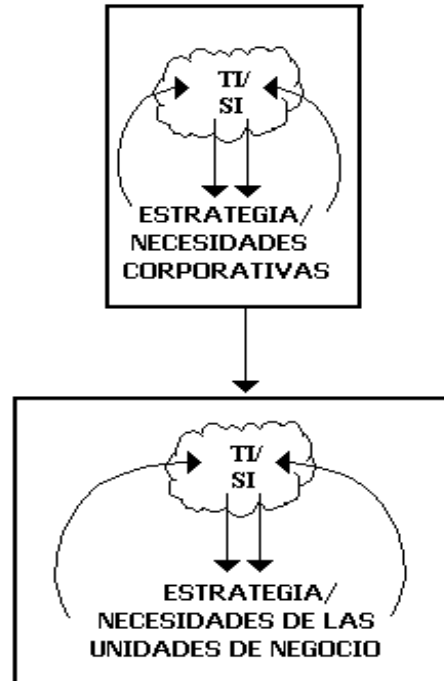 TI/
SI
ESTRATEGIA/
NECESIDADES
CORPORATIVAS
TI/
SI
ESTRATEGIA/
NECESIDADES DE LAS
UNIDADES DE NEGOCIO